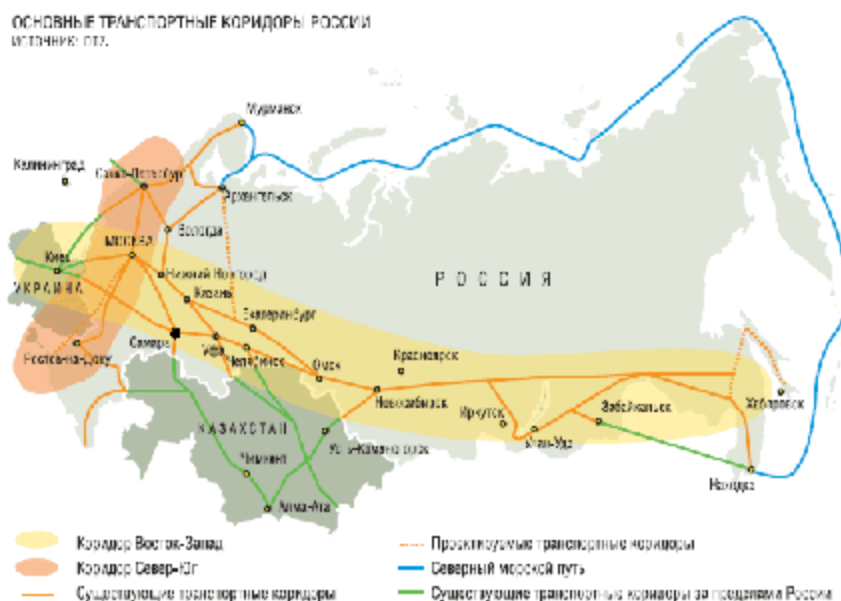 ОСНОВНЫЕ ТРАНСПОРТНЫЕ КОРИДОРЫ РОССИИ
ИСТОЧНИК:
Мурманск
Калининград
Санкт-Петербург
Архангельск
Вологда
МОСКВА
Киев
Нижний Новгород
УКРАИНА
РОССИЯ
Казань
Екатеринбург
Самара
Ростов-на-Дону
Уфа
Челябинск
Красноярск
Омск
Новосибирск
Хабаровск
Иркутск
Забайкальск
КАЗАХСТАН
Улан-Удэ
Усть-Каменогорск
Чимкент
Находка
Алма-Ата
Коридор Восток-Запад
Проектируемые транспортные коридоры
Коридор Север-Юг
Северный морской путь
Существующие транспортные коридоры
Существующие транспортные коридоры за пределами России